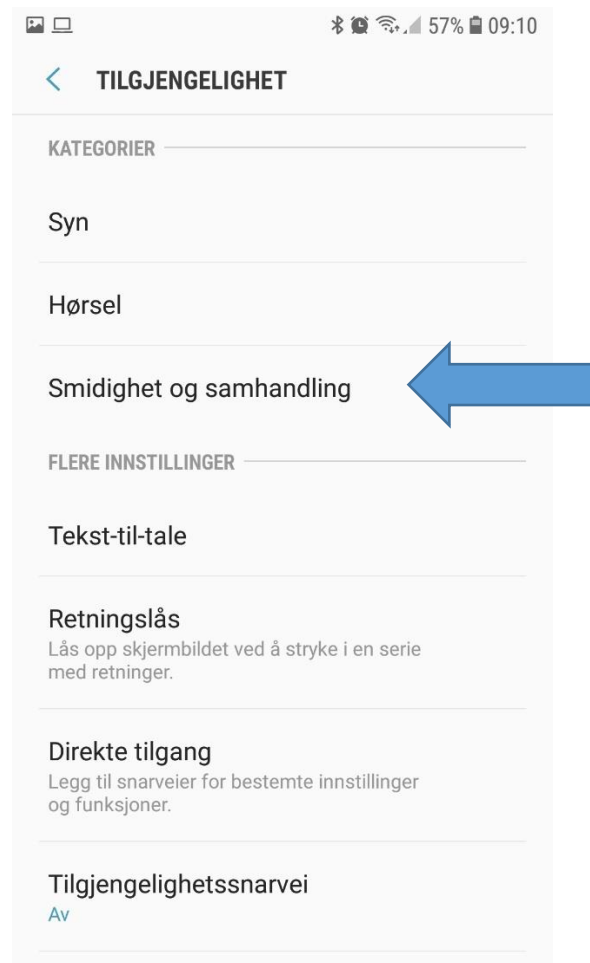 57% 09:10
TILGJENGELIGHET
KATEGORIER
Syn
Hørsel
Smidighet og samhandling
FLERE INNSTILLINGER
Tekst-til-tale
Retningslås
Lås opp skjermbildet ved å stryke i en serie
med retninger.
Direkte tilgang
Legg til snarveier for bestemte innstillinger
og funksjoner.
Tilgjengelighetssnarvei
Av